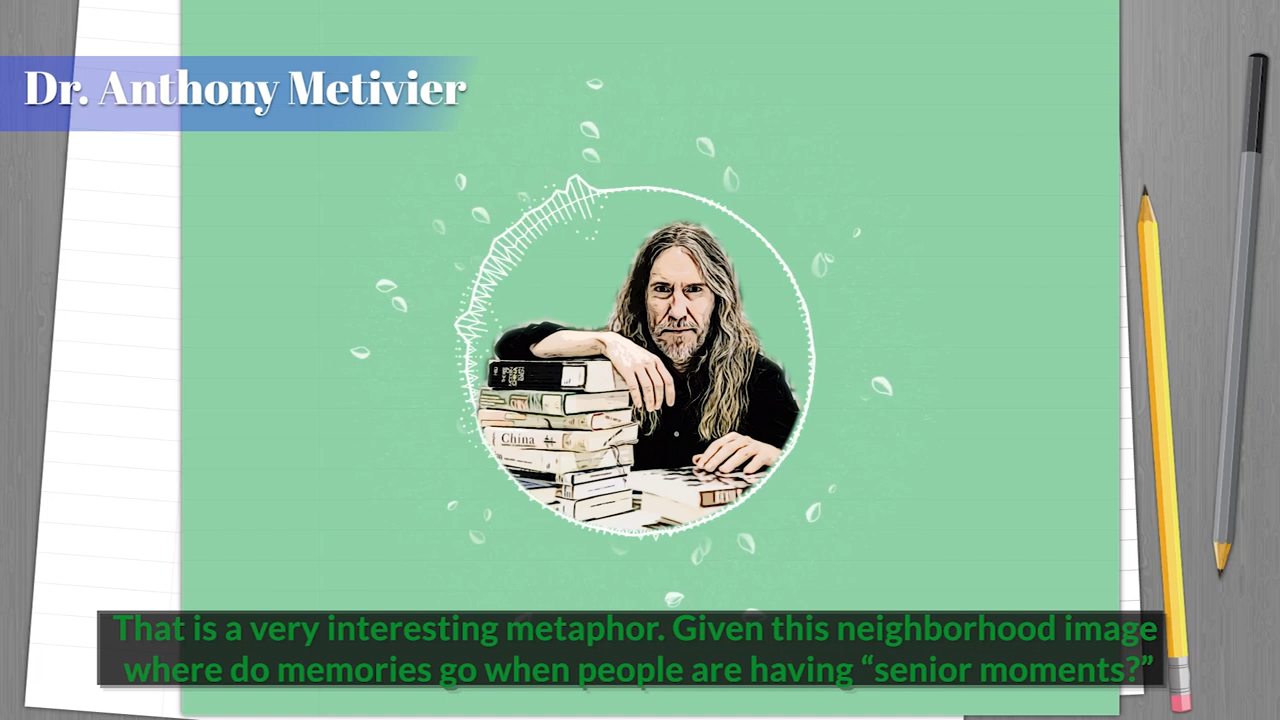 Dr. Anthony Metivier
China
That is a very interesting metaphor. Given this neighborhood image
where do memories go when people are having “senior moments?”